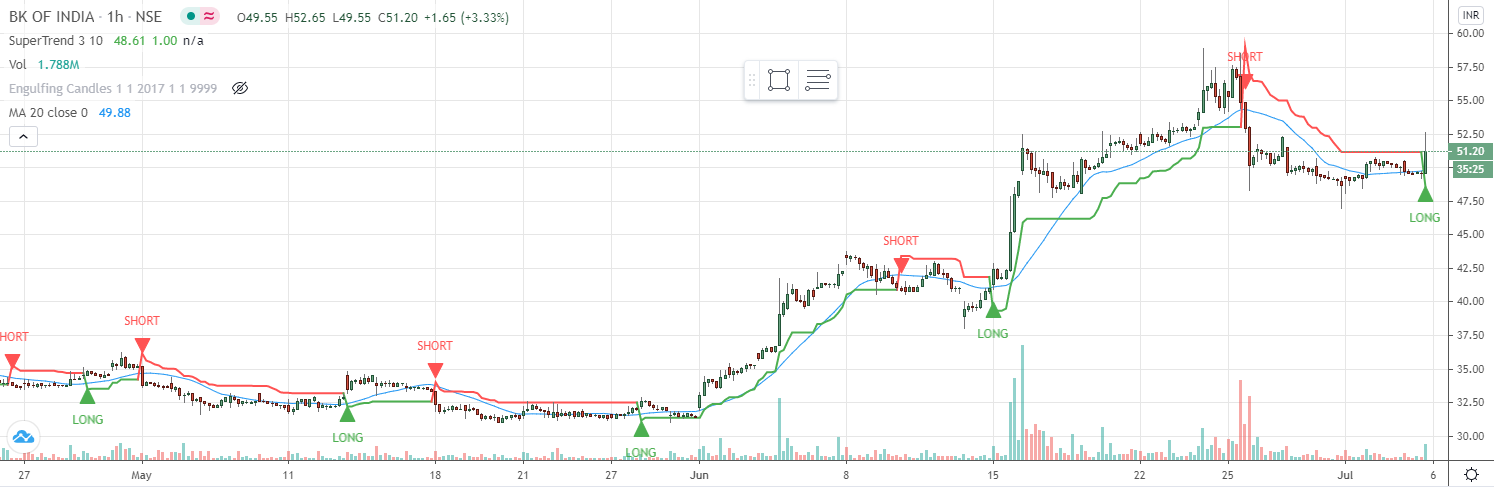 BK OF INDIA · 1h · NSE O49.55 H52.65 L49.55 C51.20 +1.65 (+3.33%)
INR
SuperTrend 3 10 48.61 1.00 n/a
Vol 1.788M
Engulfing Candles 1 1 2017 1 1 9999
MA 20 close 0 49.88
60.00
57.50
55.00
52.50
51.20
35:25
47.50
45.00
42.50
40.00
37.50
35.00
32.50
30.00
HORT
SHORT
SHORT
SHORT
SHORT
LONG
LONG
LONG
LONG
LONG
27 May 11 18 21 27 Jun 8 15 22 25 Jul 6